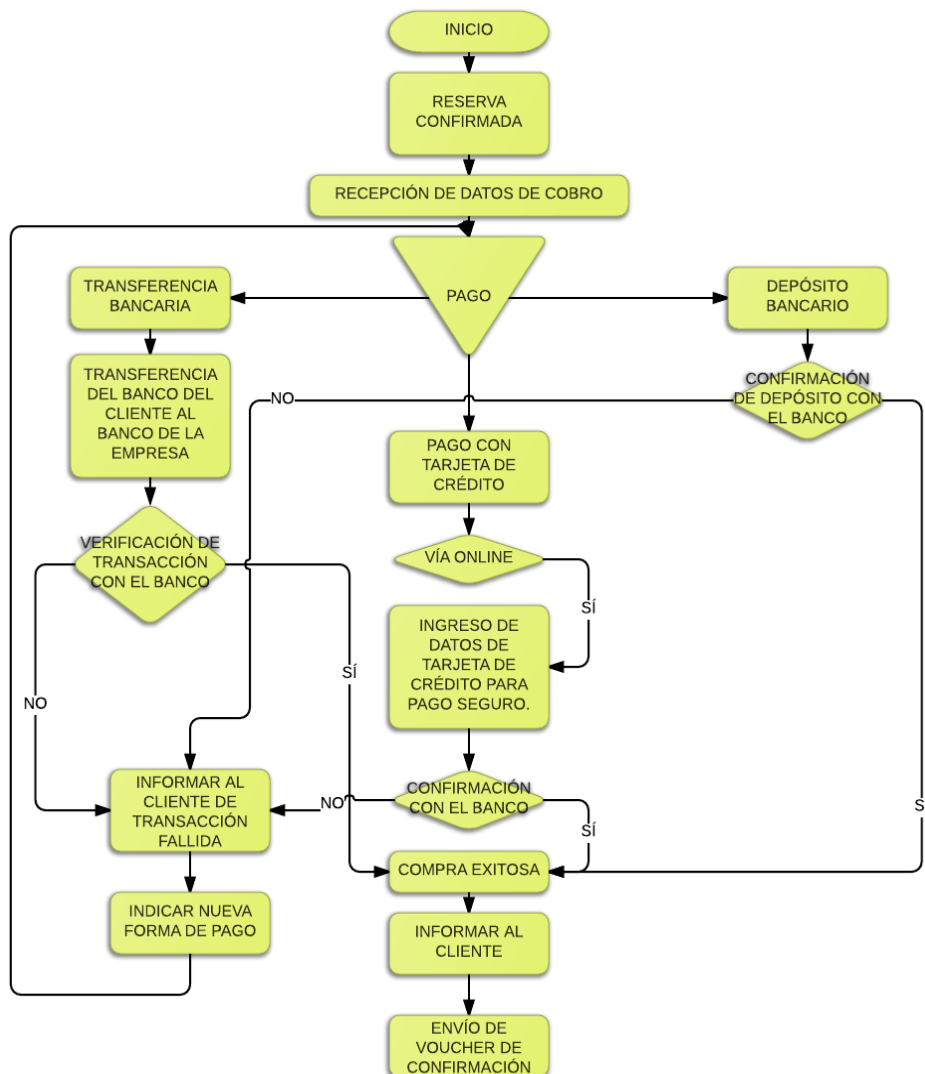 INICIO
RESERVA
CONFIRMADA
RECEPCIÓN DE DATOS DE COBRO
PAGO
TRANSFERENCIA
BANCARIA
DEPÓSITO
BANCARIO
TRANSFERENCIA
DEL BANCO DEL
CLIENTE AL
BANCO DE LA
EMPRESA
CONFIRMACIÓN
DE DEPÓSITO CON
EL BANCO
NO
PAGO CON
TARJETA DE
CRÉDITO
VERIFICACIÓN DE
TRANSACCIÓN
CON EL BANCO
VÍA ONLINE
SÍ
INGRESO DE
DATOS DE
TARJETA DE
CRÉDITO PARA
PAGO SEGURO.
SÍ
NO
INFORMAR AL
CLIENTE DE
TRANSACCIÓN
FALLIDA
NO
CONFIRMACIÓN
CON EL BANCO
SÍ
S
COMPRA EXITOSA
INDICAR NUEVA
FORMA DE PAGO
INFORMAR AL
CLIENTE
ENVÍO DE
VOUCHER DE
CONFIRMACIÓN